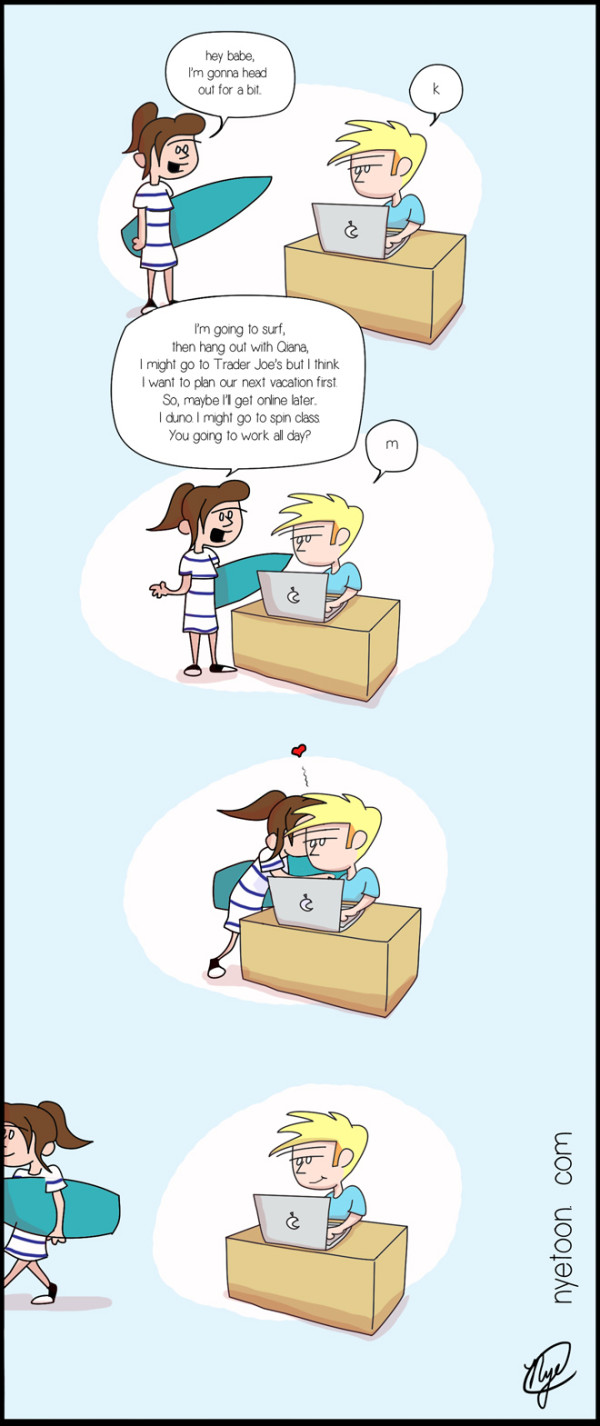 hey babe,
I'm gonna head
out for a bit.
k
I'm going to surf,
then hang out with Qiana,
I might go to Trader Joe's but I think
I want to plan our next vacation first.
So, maybe I'll get online later.
I duno. I might go to spin class.
You going to work all day?
m
nyetoon. com
Nye